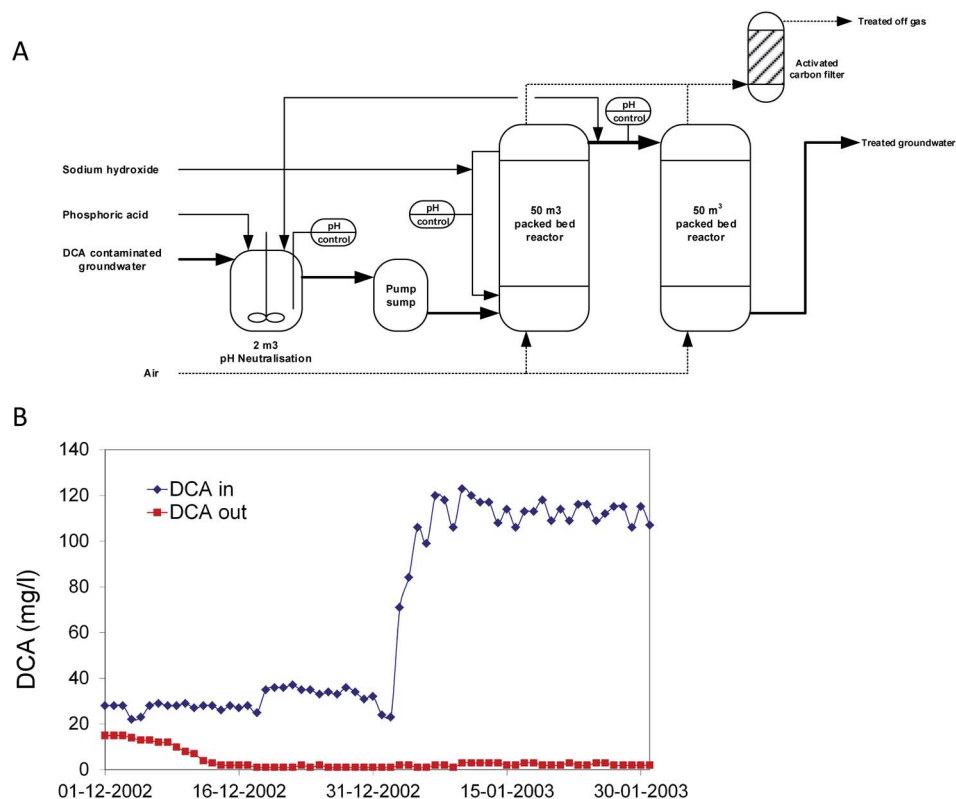 A
Treated off gas
Activated
carbon filter
pH
control
Treated groundwater
Sodium hydroxide
Phosphoric acid
DCA contaminated
groundwater
pH
control
pH
control
50 m3
packed bed
reactor
50 m³
packed bed
reactor
Pump
sump
2 m3
pH Neutralisation
Air
B
140
120
100
80
60
40
20
0
DCA (mg/l)
DCA in
DCA out
01-12-2002
16-12-2002
31-12-2002
15-01-2003
30-01-2003